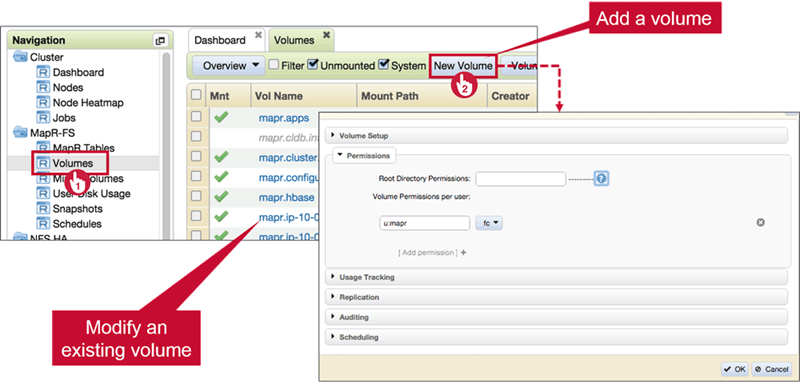 Add a volume
Navigation
Cluster
Dashboard
Nodes
Node Heatmap
Jobs
MapR-FS
MapR Tables
Volumes
1
Volumes
User Disk Usage
Snapshots
Schedules
NFS HA
Dashboard
Volumes
Overview Filter Unmounted System New Volume Volum
2
Mnt Vol Name Mount Path Creator
mapr.apps
mapr.cldb.int
mapr.cluster.
mapr.configu
mapr.hbase
mapr.ip-10-0
mapr.ip-10-0
Modify an
existing volume
Volume Setup
Permissions
Root Directory Permissions: ---------- ?
Volume Permissions per user:
u:mapr fc
[ Add permission ] +
Usage Tracking
Replication
Auditing
Scheduling
OK Cancel